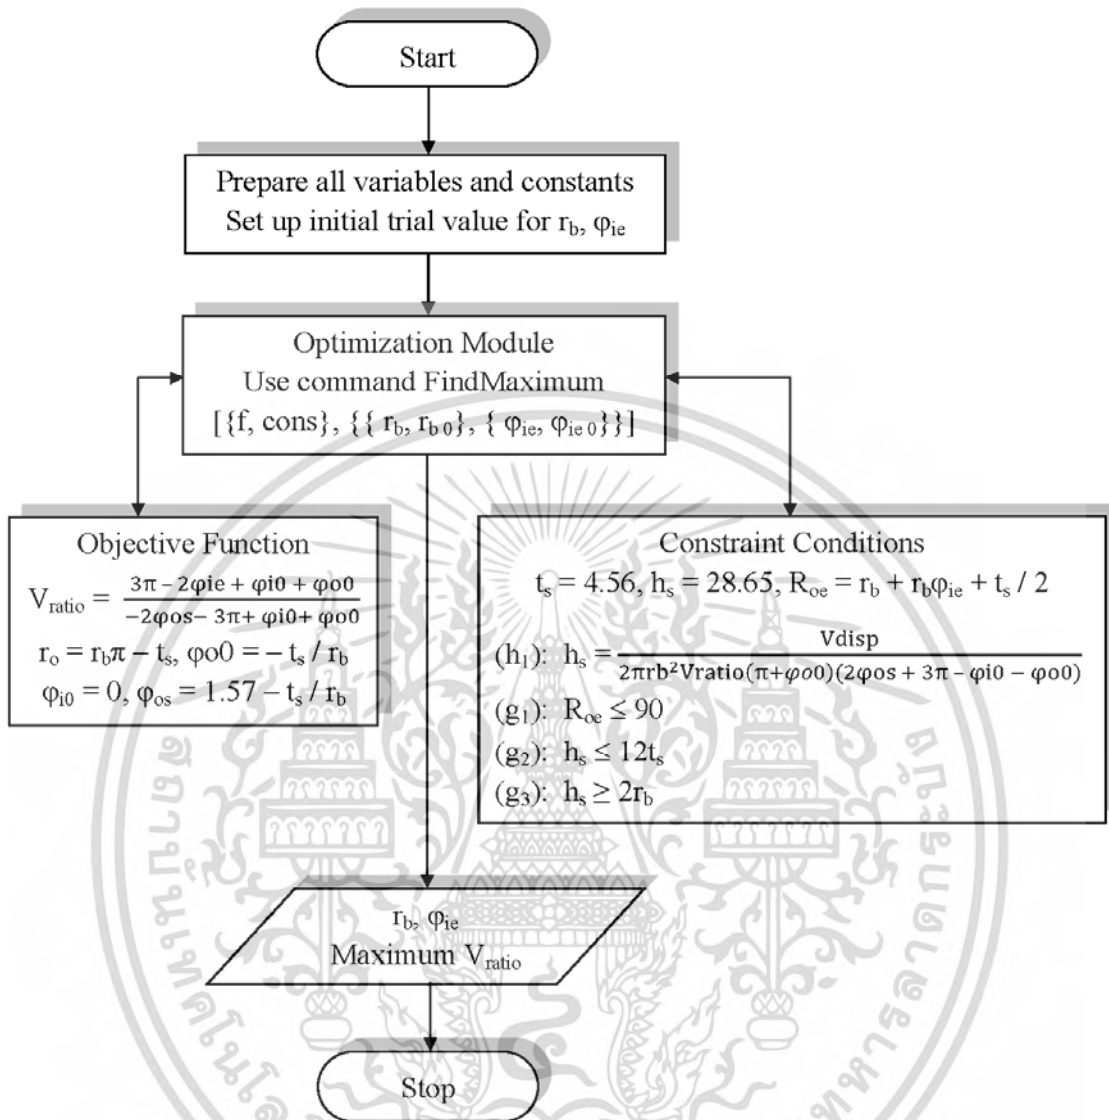 Start
Prepare all variables and constants
Set up initial trial value for r_b, φ_ie
Optimization Module
Use command FindMaximum
[{f, cons}, {{ r_b, r_b 0}, { φ_ie, φ_ie 0}}]
Objective Function
V_ratio = (3π - 2φie + φi0 + φo0) / (-2φos- 3π+ φi0+ φo0)
r_o = r_bπ – t_s, φo0 = – t_s / r_b
φ_i0 = 0, φ_os = 1.57 – t_s / r_b
Constraint Conditions
t_s = 4.56, h_s = 28.65, R_oe = r_b + r_bφ_ie + t_s / 2
(h_1): h_s = Vdisp / (2πrb²Vratio(π+φo0)(2φos + 3π – φi0 – φo0))
(g_1): R_oe ≤ 90
(g_2): h_s ≤ 12t_s
(g_3): h_s ≥ 2r_b
r_b, φ_ie
Maximum V_ratio
Stop